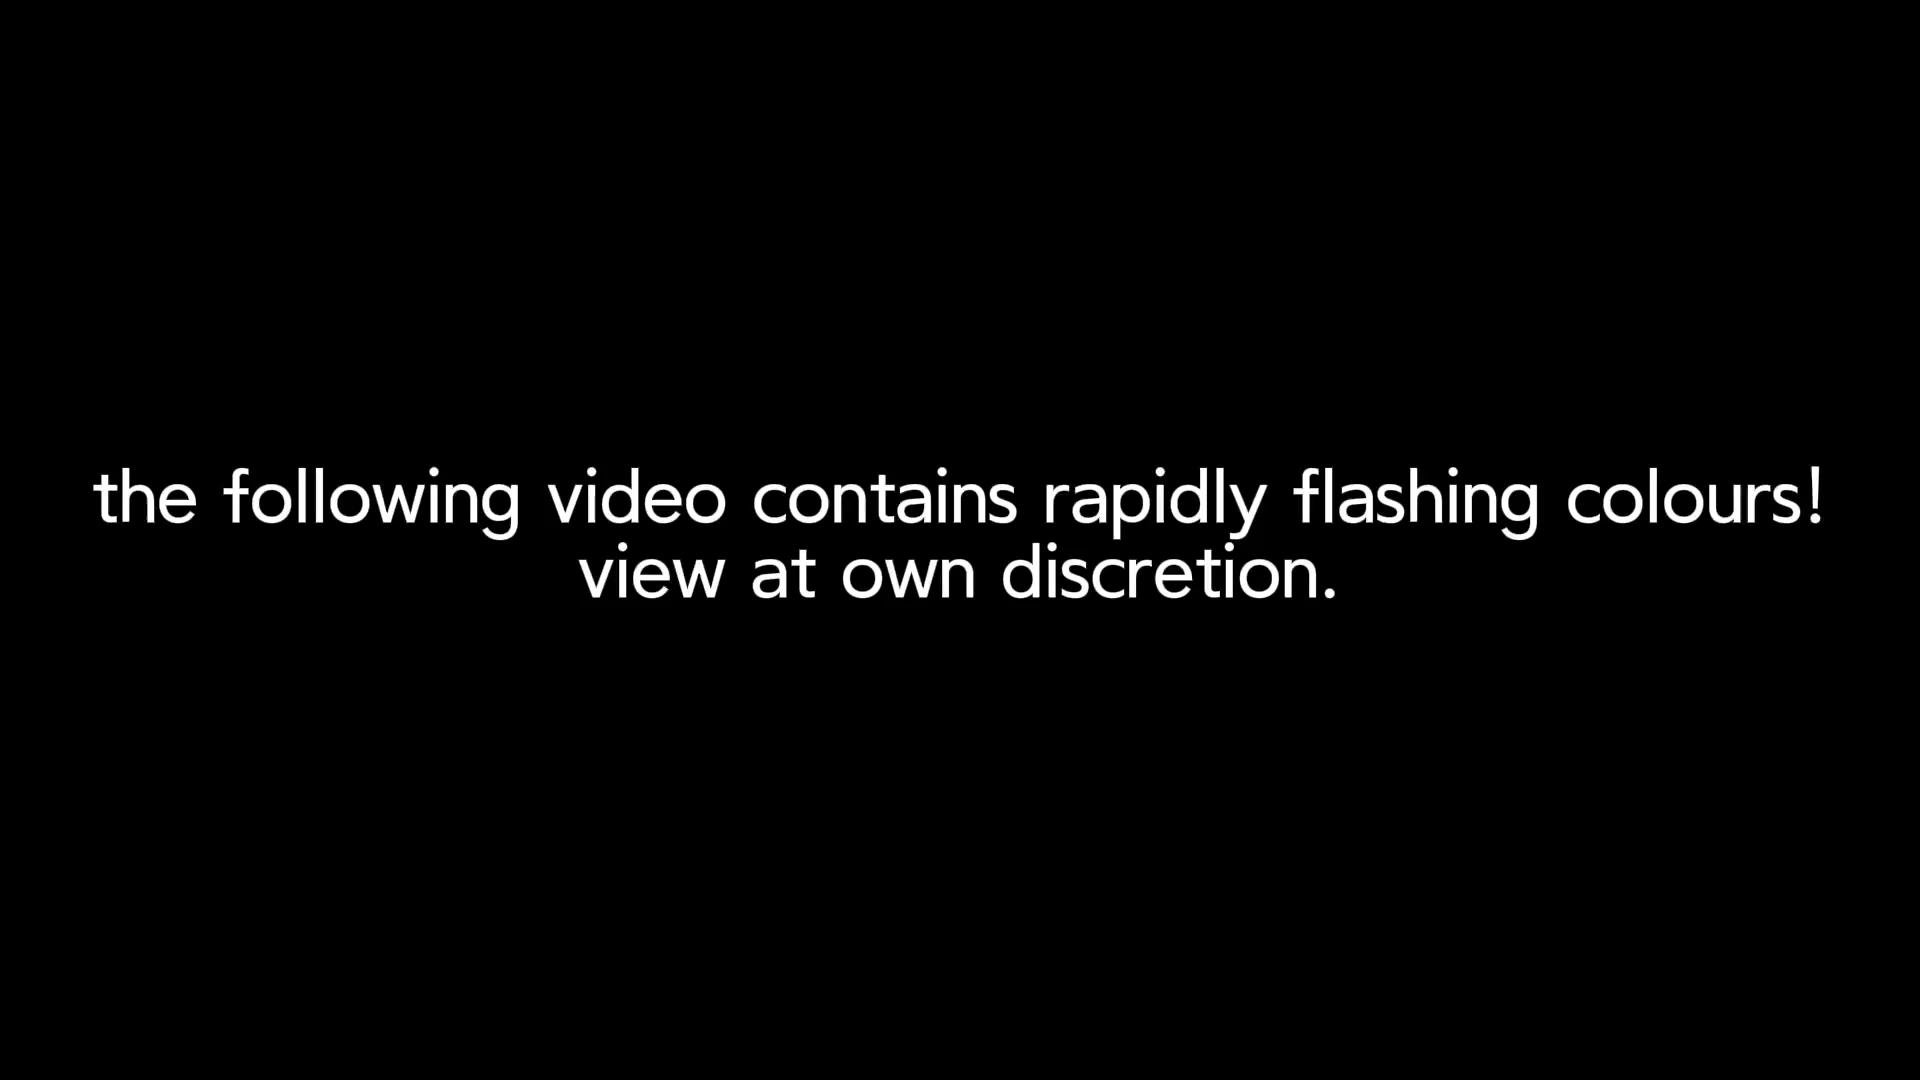 the following video contains rapidly flashing colours!
view at own discretion.